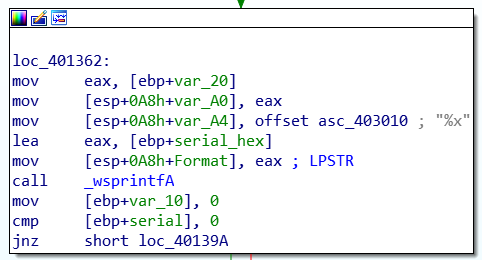 loc_401362:
mov eax, [ebp+var_20]
mov [esp+0A8h+var_A0], eax
mov [esp+0A8h+var_A4], offset asc_403010 ; "%x"
lea eax, [ebp+serial_hex]
mov [esp+0A8h+Format], eax ; LPSTR
call _wsprintfA
mov [ebp+var_10], 0
cmp [ebp+serial], 0
jnz short loc_40139A